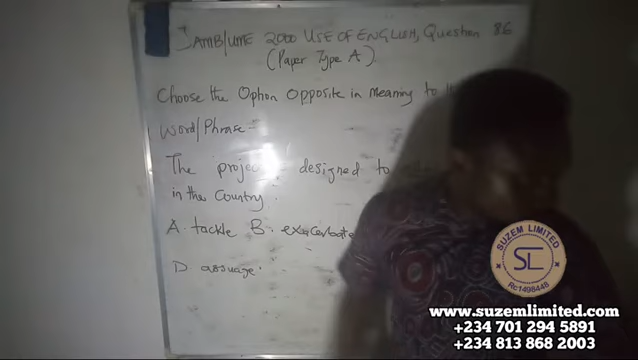 JAMB/UME 2000 USE OF ENGLISH, Question 86
(Paper Type A)
Choose the Option Opposite in Meaning to
Word/Phrase
The project designed to
in the Country
A. tackle B. exacerbate
D assuage.
SUZEM LIMITED
SL
Rc1498448
www.suzemlimited.com
+234 701 294 5891
+234 813 868 2003